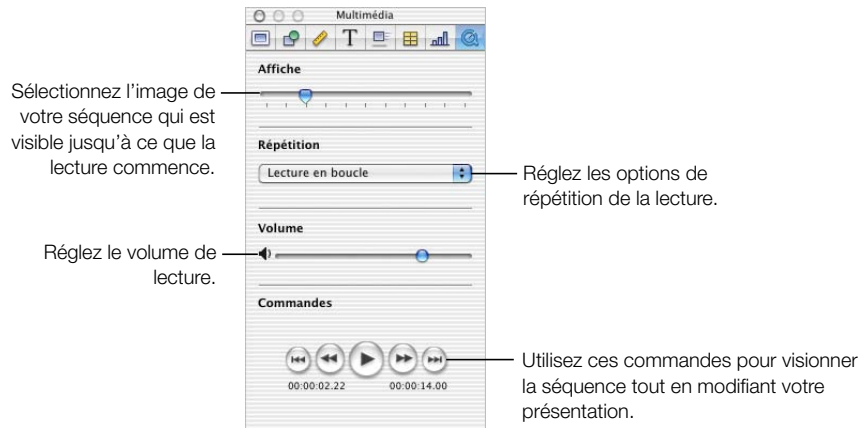 Multimédia
T
Affiche
Sélectionnez l’image de
votre séquence qui est
visible jusqu’à ce que la
lecture commence.
Répétition
Lecture en boucle
Réglez les options de
répétition de la lecture.
Volume
Réglez le volume de
lecture.
Commandes
Utilisez ces commandes pour visionner
la séquence tout en modifiant votre
présentation.
00:00:02.22
00:00:14.00